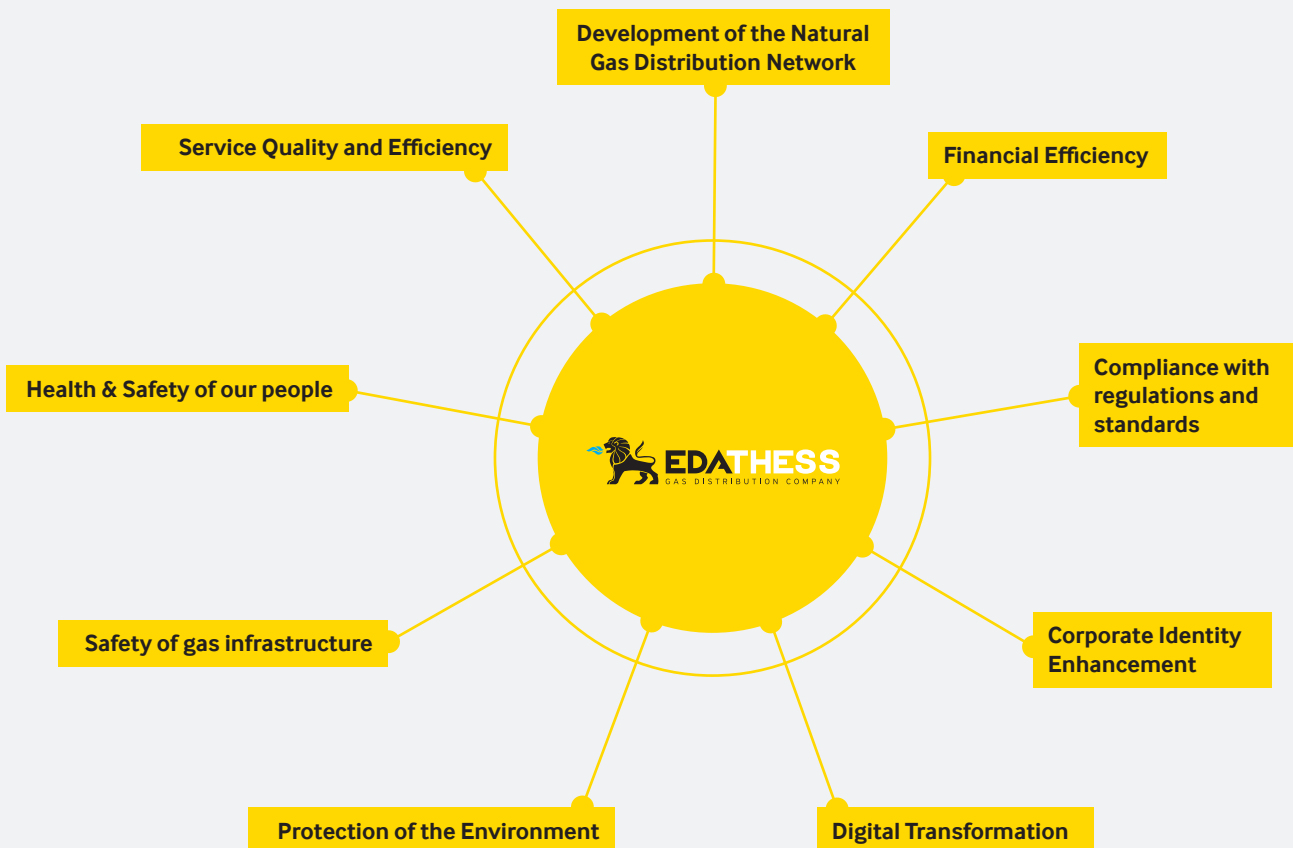 Development of the Natural
Gas Distribution Network
Service Quality and Efficiency
Financial Efficiency
Health & Safety of our people
Compliance with
regulations and
standards
EDATHESS
GAS DISTRIBUTION COMPANY
Safety of gas infrastructure
Corporate Identity
Enhancement
Protection of the Environment
Digital Transformation